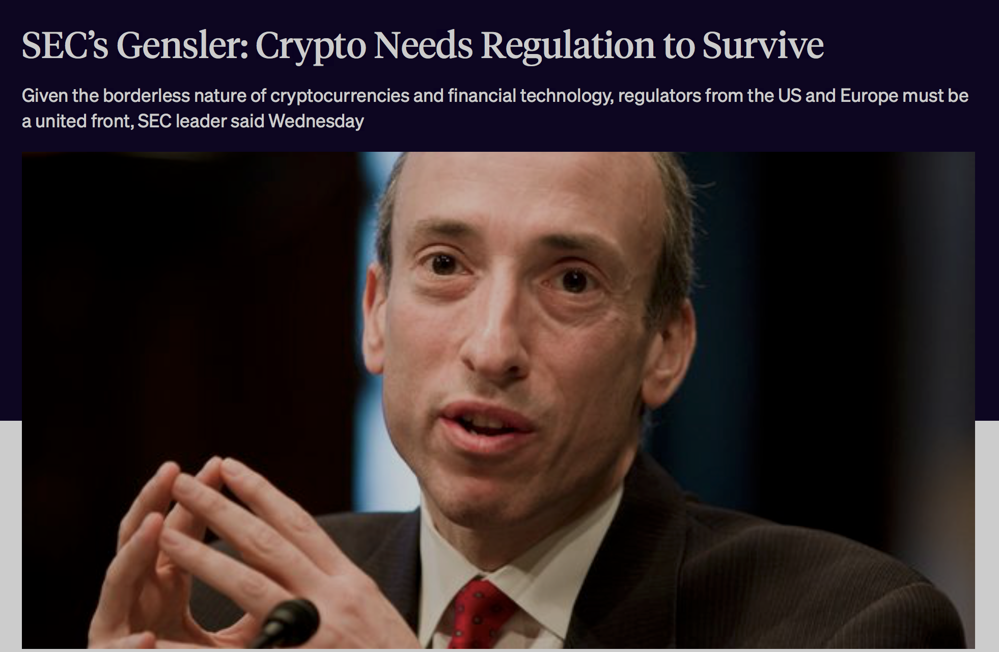 SEC’s Gensler: Crypto Needs Regulation to Survive
Given the borderless nature of cryptocurrencies and financial technology, regulators from the US and Europe must be
a united front, SEC leader said Wednesday